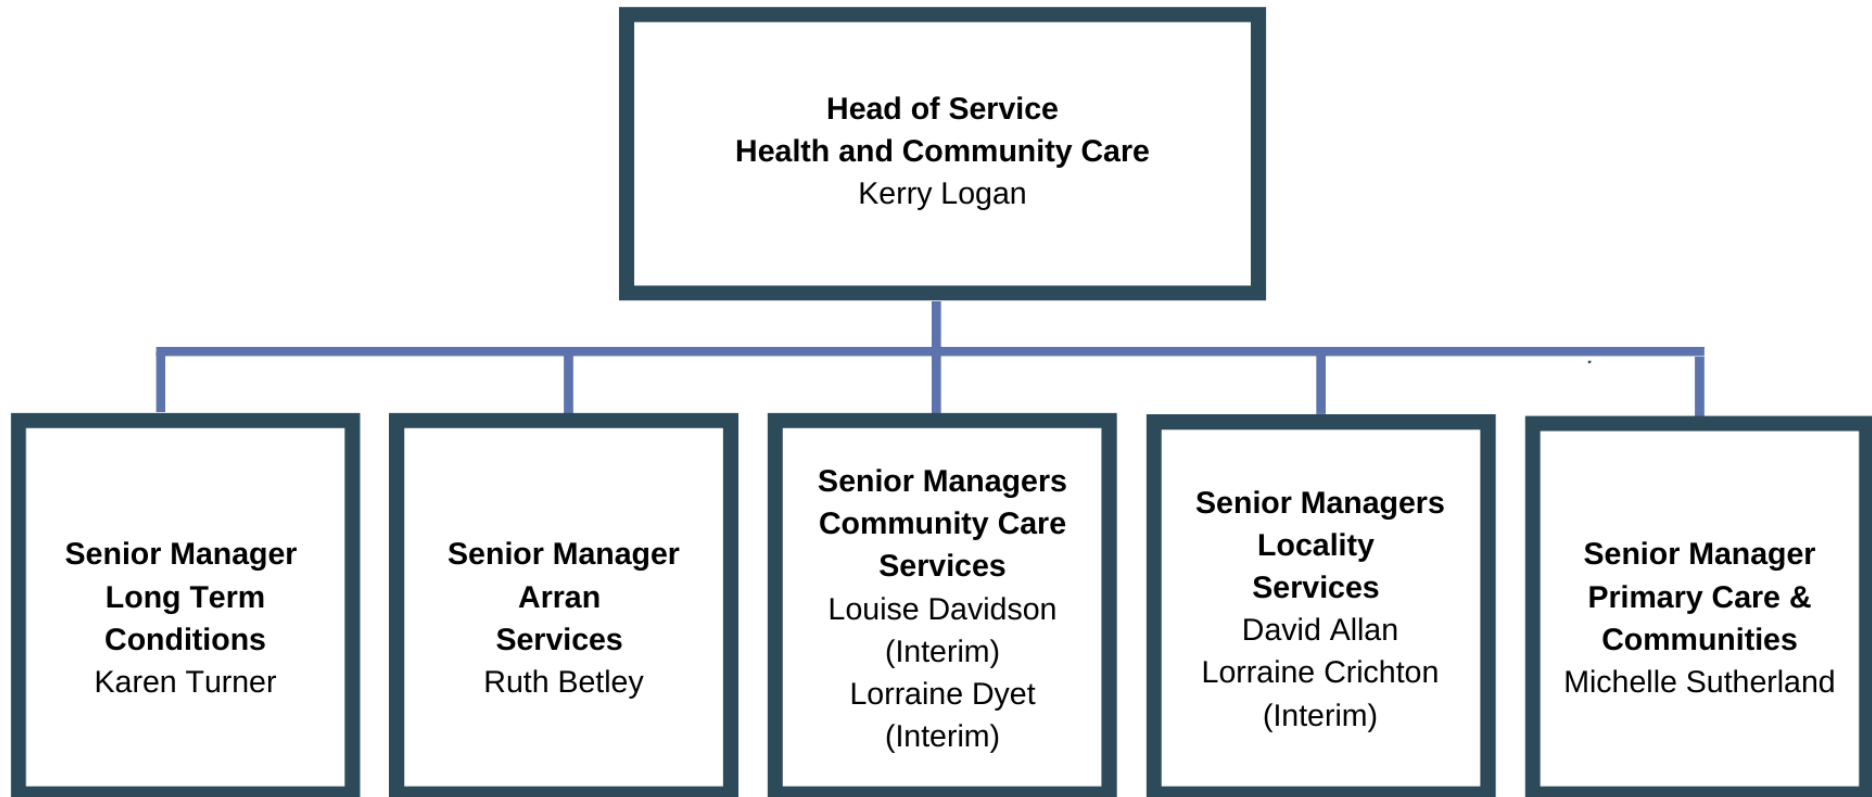 Head of Service
Health and Community Care
Kerry Logan
Senior Manager
Long Term
Conditions
Karen Turner
Senior Manager
Arran
Services
Ruth Betley
Senior Managers
Community Care
Services
Louise Davidson
(Interim)
Lorraine Dyet
(Interim)
Senior Managers
Locality
Services
David Allan
Lorraine Crichton
(Interim)
Senior Manager
Primary Care &
Communities
Michelle Sutherland